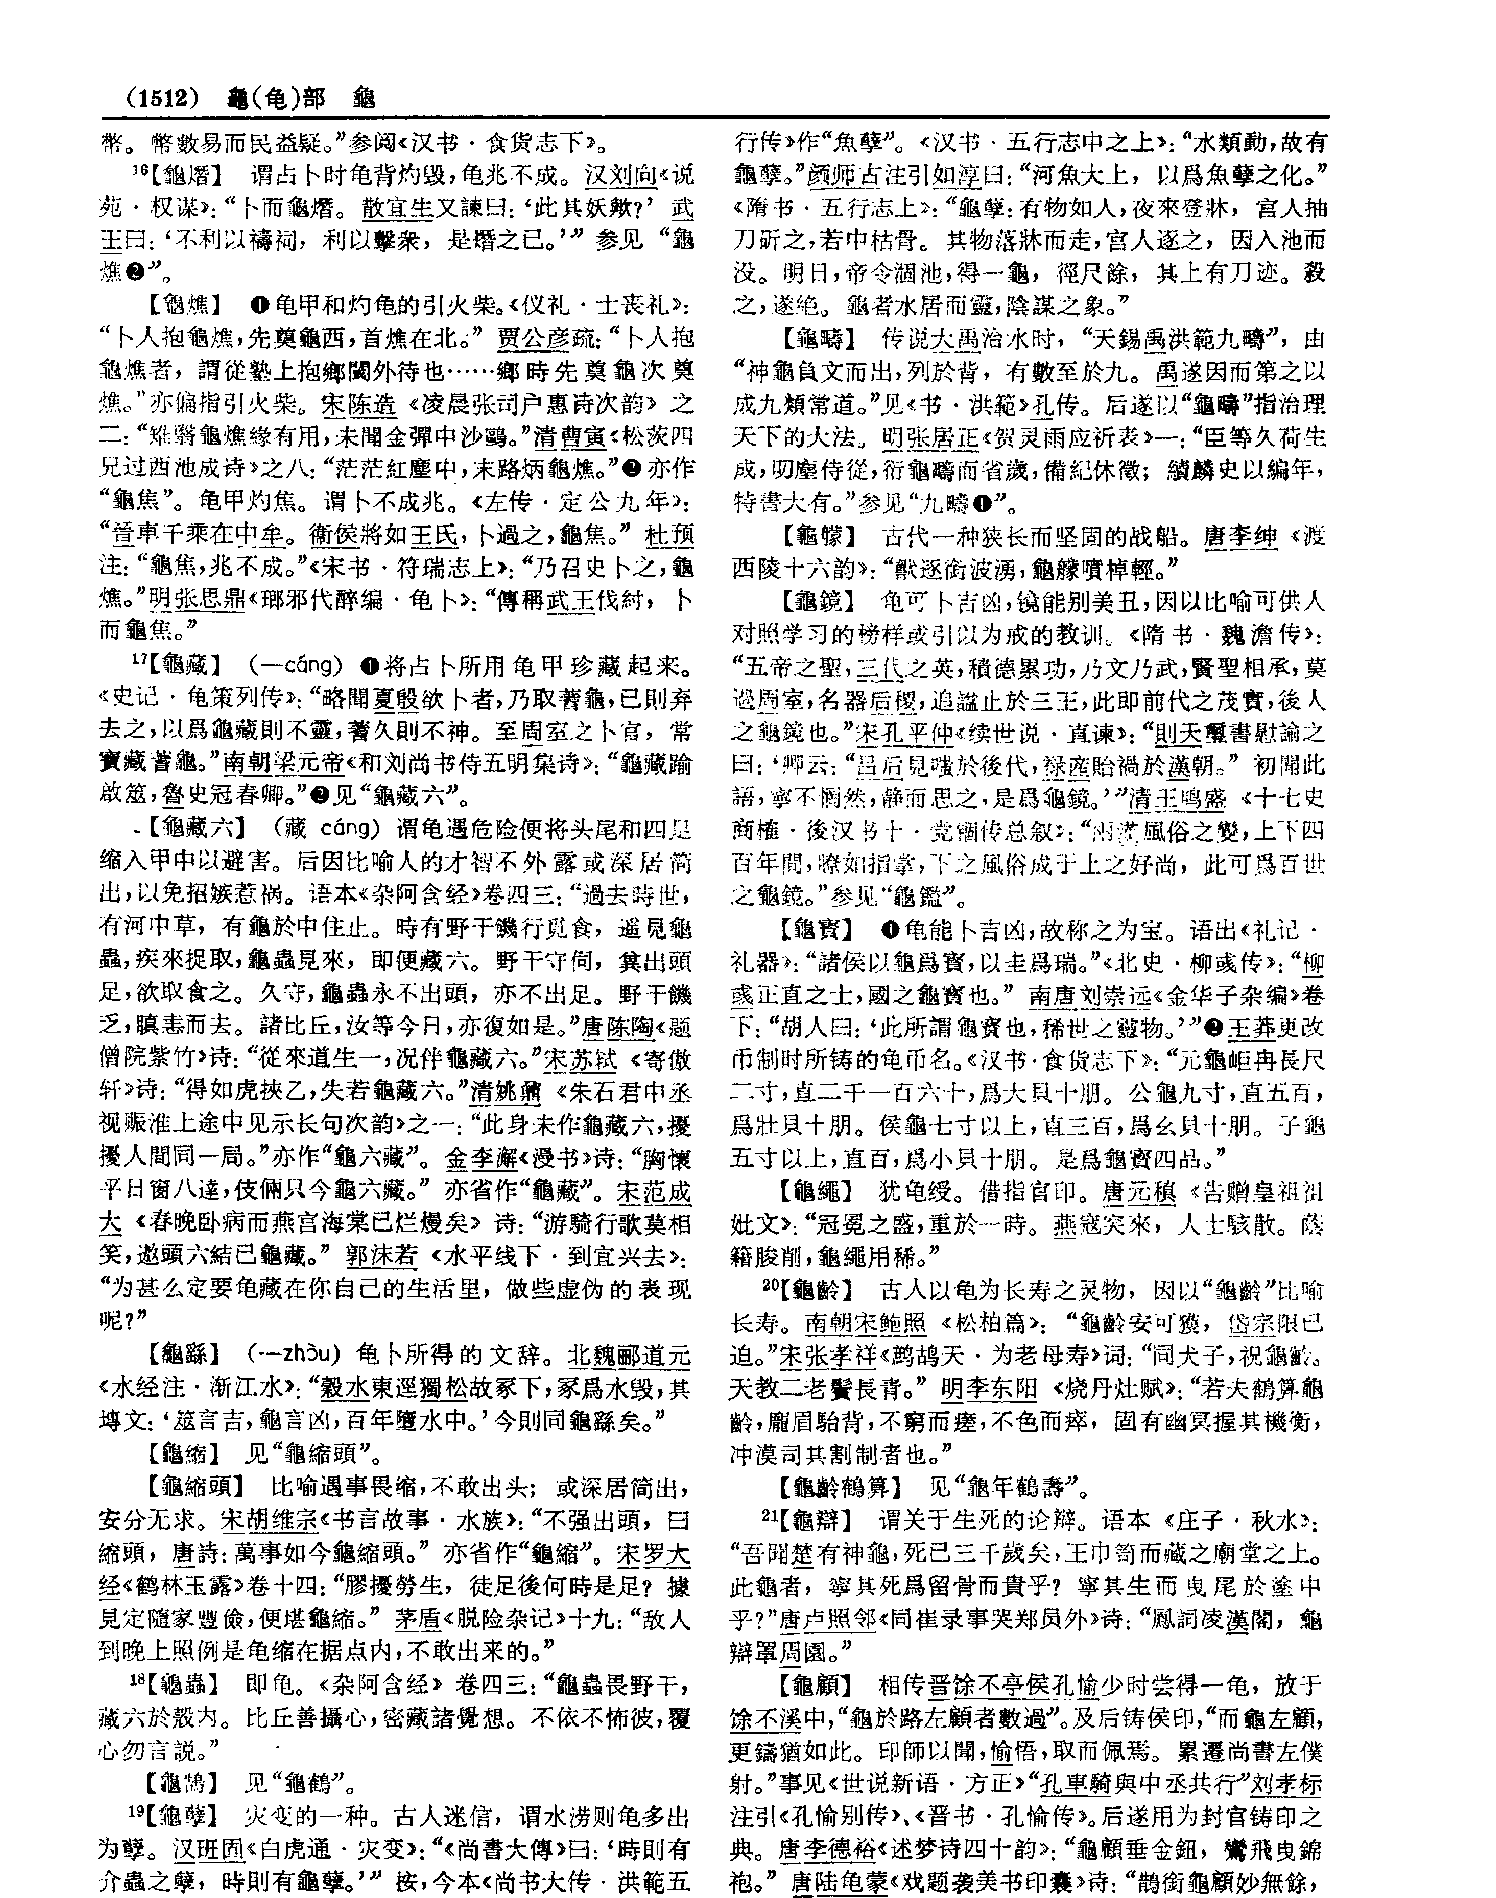 （1512） 龜(龟)部 龜
幣。幣數易而民益疑。”参阅《汉书·食货志下》。
16【龜熸】 谓占卜时龟背灼毁，龟兆不成。汉刘向《说
苑·权谋》：“卜而龜熸。散宜生又諫曰：‘此其妖歟？’武
王曰：‘不利以禱祠，利以擊衆，是熸之已。’”参见“龜
燋❷”。
【龜燋】 ❶龟甲和灼龟的引火柴。《仪礼·士丧礼》：
“卜人抱龜燋，先奠龜西，首燋在北。”贾公彦疏：“卜人抱
龜燋者，謂從塾上抱鄉閾外待也……鄉時先奠龜次奠
燋。”亦偏指引火柴。宋陈造《凌晨张司户惠诗次韵》之
二：“雉翳龜燋緣有用，未聞金彈中沙鷗。”清曹寅《松茨四
兄过西池成诗》之八：“茫茫紅塵中，末路炳龜燋。”❷亦作
“龜焦”。龟甲灼焦。谓卜不成兆。《左传·定公九年》：
“晉車千乘在中牟。衞侯將如王氏，卜過之，龜焦。”杜预
注：“龜焦，兆不成。”《宋书·符瑞志上》：“乃召史卜之，龜
燋。”明张思鼎《瑯邪代醉编·龟卜》：“傳稱武王伐紂，卜
而龜焦。”
17【龜藏】 （—cáng）❶将占卜所用龟甲珍藏起来。
《史记·龟策列传》：“略聞夏殷欲卜者，乃取蓍龜，已則弃
去之，以爲龜藏則不靈，蓍久則不神。至周室之卜官，常
寶藏蓍龜。”南朝梁元帝《和刘尚书侍五明集诗》：“龜藏踰
啟筮，魯史冠春卿。”❷见“龜藏六”。
【龜藏六】 （藏 cáng）谓龟遇危险便将头尾和四足
缩入甲中以避害。后因比喻人的才智不外露或深居简
出，以免招嫉惹祸。语本《杂阿含经》卷四三：“過去時世，
有河中草，有龜於中住止。時有野干饑行覓食，遥見龜
蟲，疾來捉取，龜蟲見來，即便藏六。野干守伺，冀出頭
足，欲取食之。久守，龜蟲永不出頭，亦不出足。野干饑
乏，瞋恚而去。諸比丘，汝等今日，亦復如是。”唐陈陶《题
僧院紫竹》诗：“從來道生一，况伴龜藏六。”宋苏轼《寄傲
轩》诗：“得如虎挾乙，失若龜藏六。”清姚鼐《朱石君中丞
视赈淮上途中见示长句次韵》之一：“此身未作龜藏六，擾
擾人間同一局。”亦作“龜六藏”。金李澥《漫书》诗：“胸懷
平日窗八達，伎倆只今龜六藏。”亦省作“龜藏”。宋范成
大《春晚卧病而燕宫海棠已烂熳矣》诗：“游騎行歌莫相
笑，遨頭六結已龜藏。”郭沫若《水平线下·到宜兴去》：
“为甚么定要龟藏在你自己的生活里，做些虚伪的表现
呢？”
【龜繇】 （—zhòu）龟卜所得的文辞。北魏郦道元
《水经注·渐江水》：“穀水東逕獨松故冢下，冢爲水毁，其
塼文：‘筮言吉，龜言凶，百年墮水中。’今則同龜繇矣。”
【龜缩】 见“龜缩頭”。
【龜缩頭】 比喻遇事畏缩，不敢出头；或深居简出，
安分无求。宋胡继宗《书言故事·水族》：“不强出頭，曰
縮頭，唐詩：萬事如今龜縮頭。”亦省作“龜縮”。宋罗大
经《鹤林玉露》卷十四：“膠擾勞生，徒足後何時是足？據
見定隨家豐儉，便堪龜縮。”茅盾《脱险杂记》十九：“敌人
到晚上照例是龟缩在据点内，不敢出来的。”
18【龜蟲】 即龟。《杂阿含经》卷四三：“龜蟲畏野干，
藏六於殼内。比丘善攝心，密藏諸覺想。不依不怖彼，覆
心勿言説。”
【龜鵠】 见“龜鹤”。
19【龜孽】 灾变的一种。古人迷信，谓水涝则龟多出
为孽。汉班固《白虎通·灾变》：“《尚書大傳》曰：‘時則有
介蟲之孽，時則有龜孽。’”按，今本《尚书大传·洪範五
行传》作“魚孽”。《汉书·五行志中之上》：“水類動，故有
龜孽。”颜师古注引如淳曰：“河魚大上，以爲魚孽之化。”
《隋书·五行志上》：“龜孽：有物如人，夜來登牀，宫人抽
刀斫之，若中枯骨。其物落牀而走，宫人逐之，因入池而
没。明日，帝令涸池，得一龜，徑尺餘，其上有刀迹。殺
之，遂绝。龜者水居而靈，陰謀之象。”
【龜疇】 传说大禹治水时，“天錫禹洪範九疇”，由
“神龜負文而出，列於背，有數至於九。禹遂因而第之以
成九類常道。”见《书·洪範》孔传。后遂以“龜疇”指治理
天下的大法。明张居正《贺灵雨应祈表》一：“臣等久荷生
成，叨塵侍從，衍龜疇而省歲，備紀休徵；續麟史以編年，
特書大有。”参见“九疇❶”。
【龜艨】 古代一种狭长而坚固的战船。唐李绅《渡
西陵十六韵》：“獸逐銜波湧，龜艨噴棹輕。”
【龜鏡】 龟可卜吉凶，镜能别美丑，因以比喻可供人
对照学习的榜样或引以为戒的教训。《隋书·魏澹传》：
“五帝之聖，三代之英，積德累功，乃文乃武，賢聖相承，莫
過周室，名器后稷，追謚止於三王，此即前代之茂實，後人
之龜鏡也。”宋孔平仲《续世说·直谏》：“則天璽書慰諭之
曰：‘师云：“吕后見嗤於後代，禄産貽禍於漢朝。”初聞此
語，寧不惘然，静而思之，是爲龜鏡。’”清王鸣盛《十七史
商榷·後汉书十·党锢传总叙》：“兩漢風俗之變，上下四
百年間，瞭如指掌，下之風俗成于上之好尚，此可爲百世
之龜鏡。”参见“龜鑑”。
【龜寶】 ❶龟能卜吉凶，故称之为宝。语出《礼记·
礼器》：“諸侯以龜爲寶，以圭爲瑞。”《北史·柳彧传》：“柳
彧正直之士，國之龜寶也。”南唐刘崇远《金华子杂编》卷
下：“胡人曰：‘此所謂龜寶也，稀世之靈物。’”❷王莽更改
币制时所铸的龟币名。《汉书·食货志下》：“元龜岠冉長尺
二寸，直二千一百六十，爲大貝十朋。公龜九寸，直五百，
爲壯貝十朋。侯龜七寸以上，直三百，爲幺貝十朋。子龜
五寸以上，直百，爲小貝十朋。是爲龜寶四品。”
【龜繩】 犹龟绶。借指官印。唐元稹《告赠皇祖祖
妣文》：“冠冕之盛，重於一時。燕寇突來，人士駭散。蔭
籍朘削，龜繩用稀。”
20【龜齡】 古人以龟为长寿之灵物，因以“龜齡”比喻
长寿。南朝宋鲍照《松柏篇》：“龜齡安可獲，岱宗限已
迫。”宋张孝祥《鹧鸪天·为老母寿》词：“同犬子，祝龜齡。
天教二老鬢長青。”明李东阳《烧丹灶赋》：“若夫鶴算龜
齡，龐眉駘背，不窮而瘗，不色而瘁，固有幽冥握其機衡，
冲漠司其割制者也。”
【龜齡鶴算】 见“龜年鹤壽”。
21【龜辯】 谓关于生死的论辩。语本《庄子·秋水》：
“吾聞楚有神龜，死已三千歲矣，王巾笥而藏之廟堂之上。
此龜者，寧其死爲留骨而貴乎？寧其生而曳尾於塗中
乎？”唐卢照邻《同崔录事哭郑员外》诗：“鳳詞凌漢閣，龜
辯罩周園。”
【龜顧】 相传晋馀不亭侯孔愉少时尝得一龟，放于
馀不溪中，“龜於路左顧者數過”。及后铸侯印，“而龜左顧，
更鑄猶如此。印師以聞，愉悟，取而佩焉。累遷尚書左僕
射。”事见《世说新语·方正》“孔車騎與中丞共行”刘孝标
注引《孔愉别传》、《晋书·孔愉传》。后遂用为封官铸印之
典。唐李德裕《述梦诗四十韵》：“龜顧垂金鈕，鸞飛曳錦
袍。”唐陆龟蒙《戏题袭美书印囊》诗：“鹊銜龜顧妙無餘，